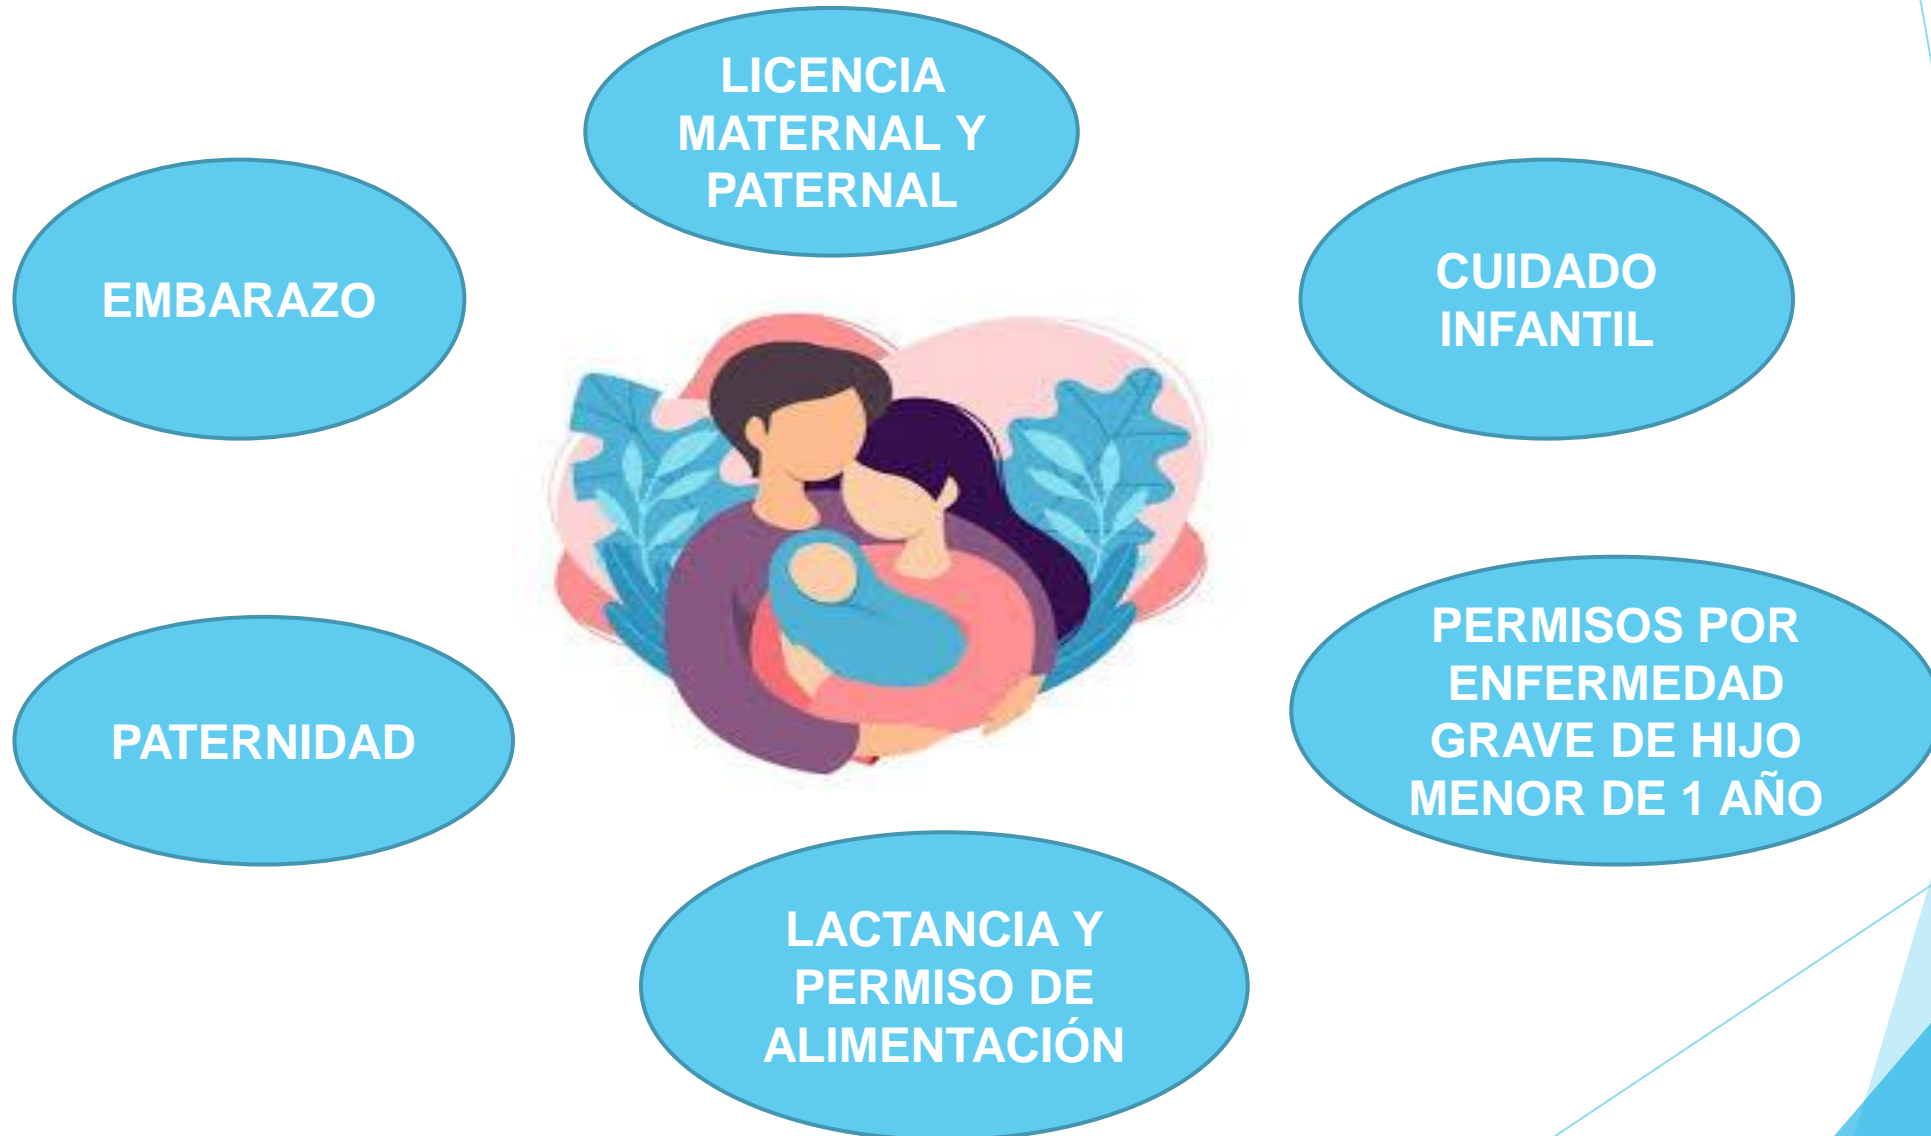 LICENCIA
MATERNAL Y
PATERNAL
EMBARAZO
CUIDADO
INFANTIL
PATERNIDAD
PERMISOS POR
ENFERMEDAD
GRAVE DE HIJO
MENOR DE 1 AÑO
LACTANCIA Y
PERMISO DE
ALIMENTACIÓN